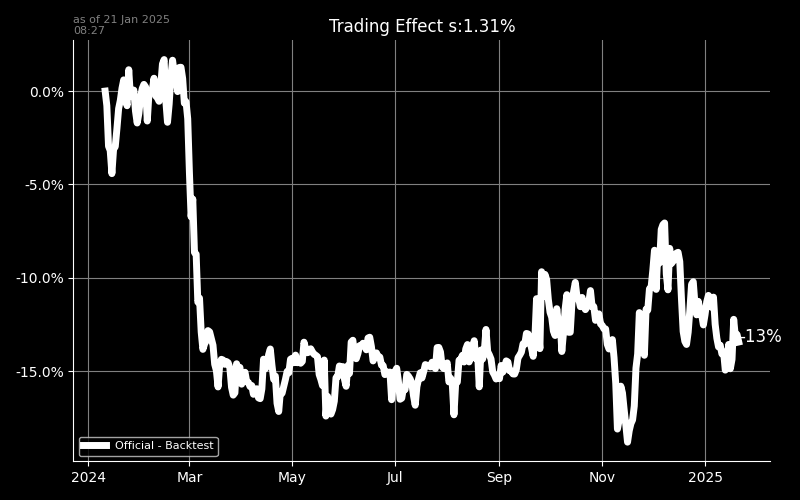 as of 21 Jan 2025
08:27
Trading Effect s:1.31%
0.0%
-5.0%
-10.0%
-15.0%
-13%
Official - Backtest
2024 Mar May Jul Sep Nov 2025